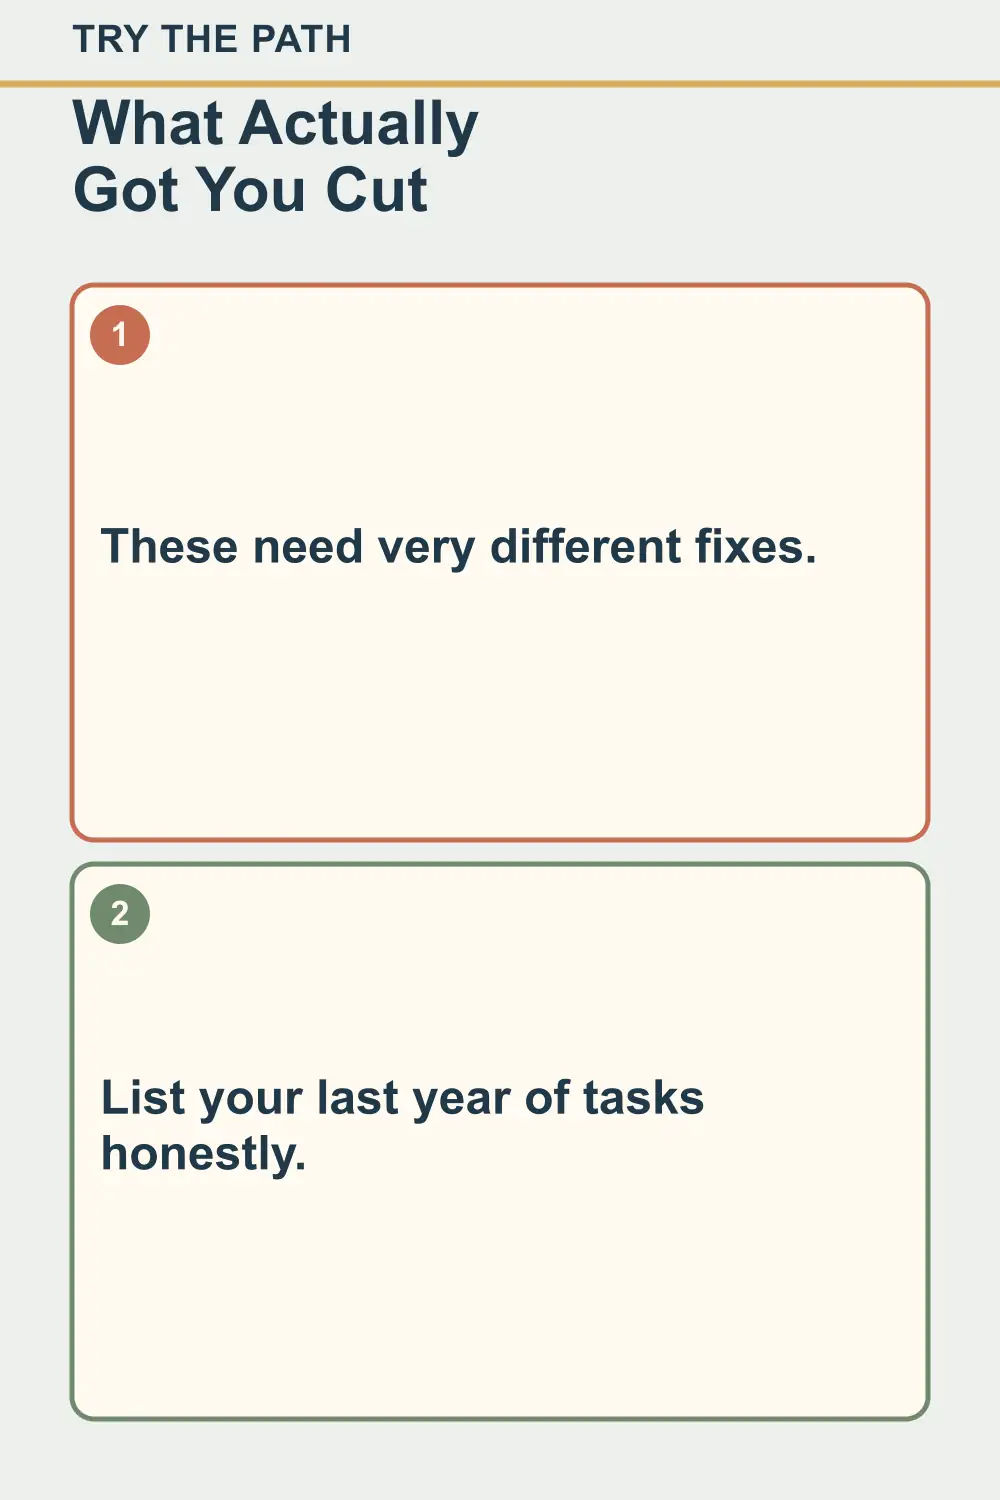 TRY THE PATH
What Actually
Got You Cut
1
These need very different fixes.
2
List your last year of tasks
honestly.